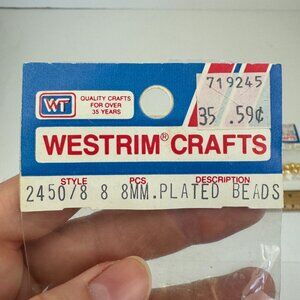 WT
QUALITY CRAFTS
FOR OVER
35 YEARS
719245
35 .59¢
WESTRIM® CRAFTS
STYLE PCS DESCRIPTION
2450/8 8 8MM. PLATED BEADS